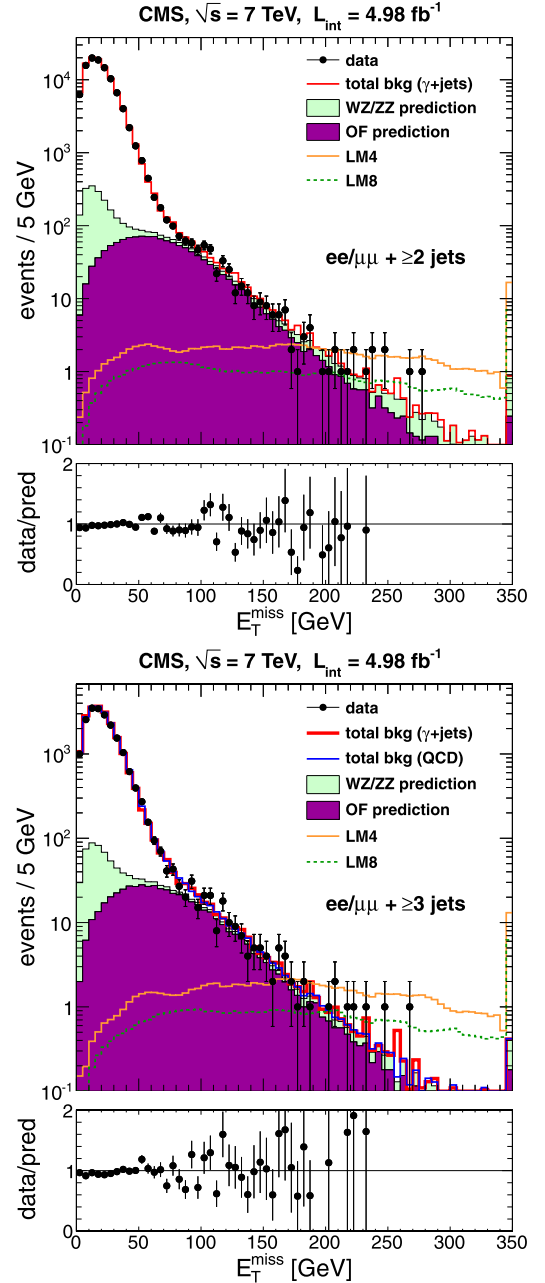 CMS, √s = 7 TeV, L_int = 4.98 fb⁻¹
data
total bkg (γ+jets)
WZ/ZZ prediction
OF prediction
LM4
LM8
ee/μμ + ≥2 jets
events / 5 GeV
10⁴
10³
10²
10
1
10⁻¹
data/pred
2
1
0
0 50 100 150 200 250 300 350
E_T^miss [GeV]
CMS, √s = 7 TeV, L_int = 4.98 fb⁻¹
data
total bkg (γ+jets)
total bkg (QCD)
WZ/ZZ prediction
OF prediction
LM4
LM8
ee/μμ + ≥3 jets
events / 5 GeV
10³
10²
10
1
10⁻¹
data/pred
2
1
0
0 50 100 150 200 250 300 350
E_T^miss [GeV]